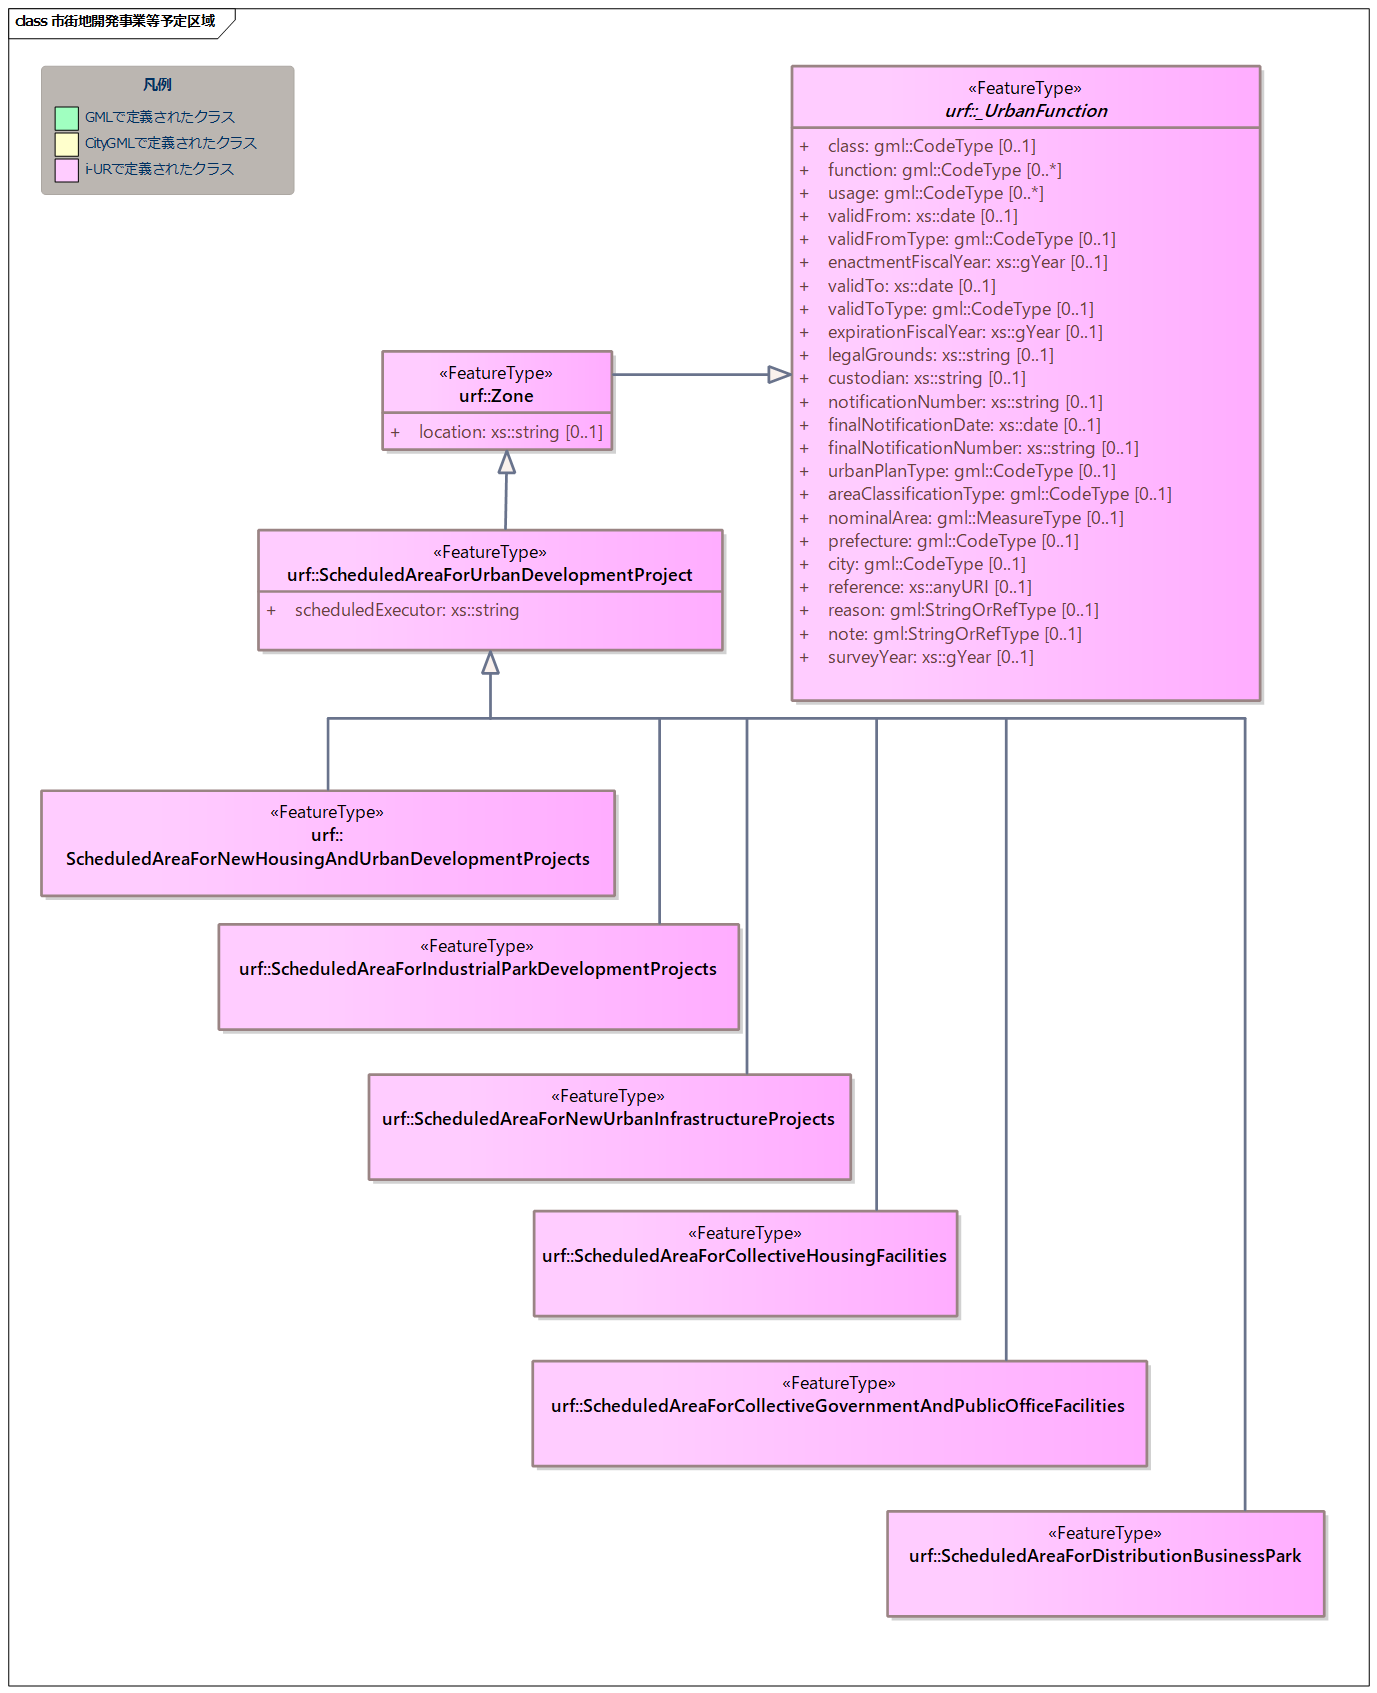 class 市街地開発事業等予定区域
凡例
GMLで定義されたクラス
CityGMLで定義されたクラス
i-URで定義されたクラス
«FeatureType»
urf::_UrbanFunction
+ class: gml::CodeType [0..1]
+ function: gml::CodeType [0..*]
+ usage: gml::CodeType [0..*]
+ validFrom: xs::date [0..1]
+ validFromType: gml::CodeType [0..1]
+ enactmentFiscalYear: xs::gYear [0..1]
+ validTo: xs::date [0..1]
+ validToType: gml::CodeType [0..1]
+ expirationFiscalYear: xs::gYear [0..1]
+ legalGrounds: xs::string [0..1]
+ custodian: xs::string [0..1]
+ notificationNumber: xs::string [0..1]
+ finalNotificationDate: xs::date [0..1]
+ finalNotificationNumber: xs::string [0..1]
+ urbanPlanType: gml::CodeType [0..1]
+ areaClassificationType: gml::CodeType [0..1]
+ nominalArea: gml::MeasureType [0..1]
+ prefecture: gml::CodeType [0..1]
+ city: gml::CodeType [0..1]
+ reference: xs::anyURI [0..1]
+ reason: gml:StringOrRefType [0..1]
+ note: gml:StringOrRefType [0..1]
+ surveyYear: xs::gYear [0..1]
«FeatureType»
urf::Zone
+ location: xs::string [0..1]
«FeatureType»
urf::ScheduledAreaForUrbanDevelopmentProject
+ scheduledExecutor: xs::string
«FeatureType»
urf::
ScheduledAreaForNewHousingAndUrbanDevelopmentProjects
«FeatureType»
urf::ScheduledAreaForIndustrialParkDevelopmentProjects
«FeatureType»
urf::ScheduledAreaForNewUrbanInfrastructureProjects
«FeatureType»
urf::ScheduledAreaForCollectiveHousingFacilities
«FeatureType»
urf::ScheduledAreaForCollectiveGovernmentAndPublicOfficeFacilities
«FeatureType»
urf::ScheduledAreaForDistributionBusinessPark